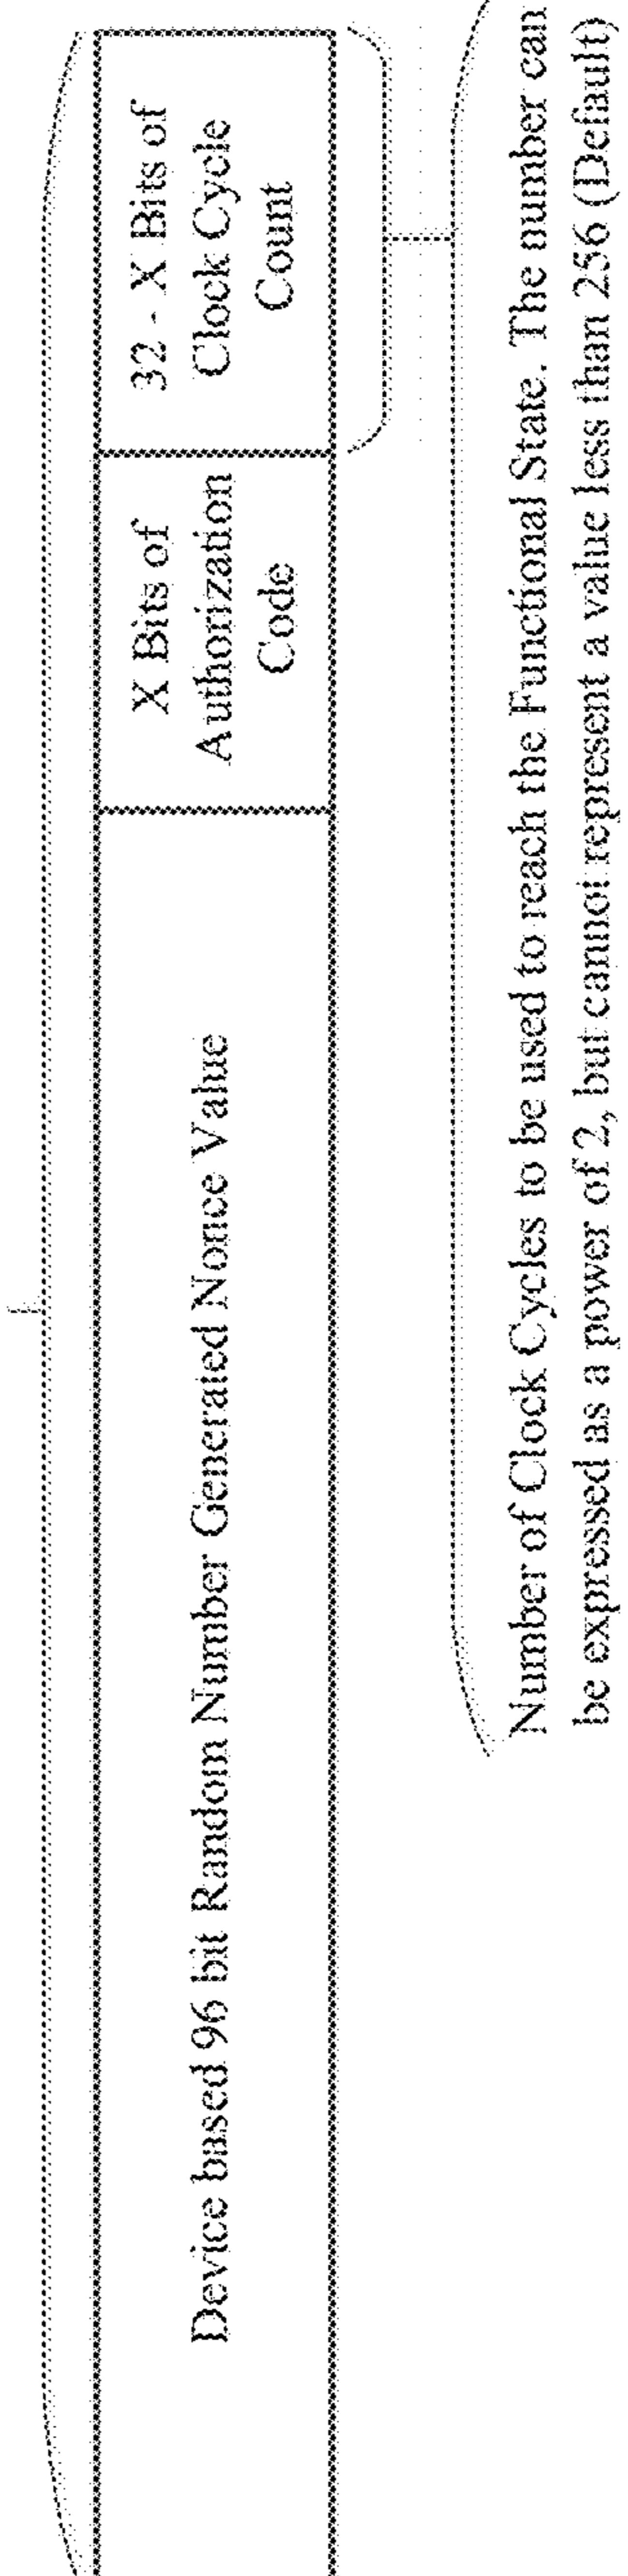 Device based 96 bit Random Number Generated Nonce Value
X Bits of
Authorization
Code
32 - X Bits of
Clock Cycle
Count
Number of Clock Cycles to be used to reach the Functional State. The number can
be expressed as a power of 2, but cannot represent a value less than 256 (Default)